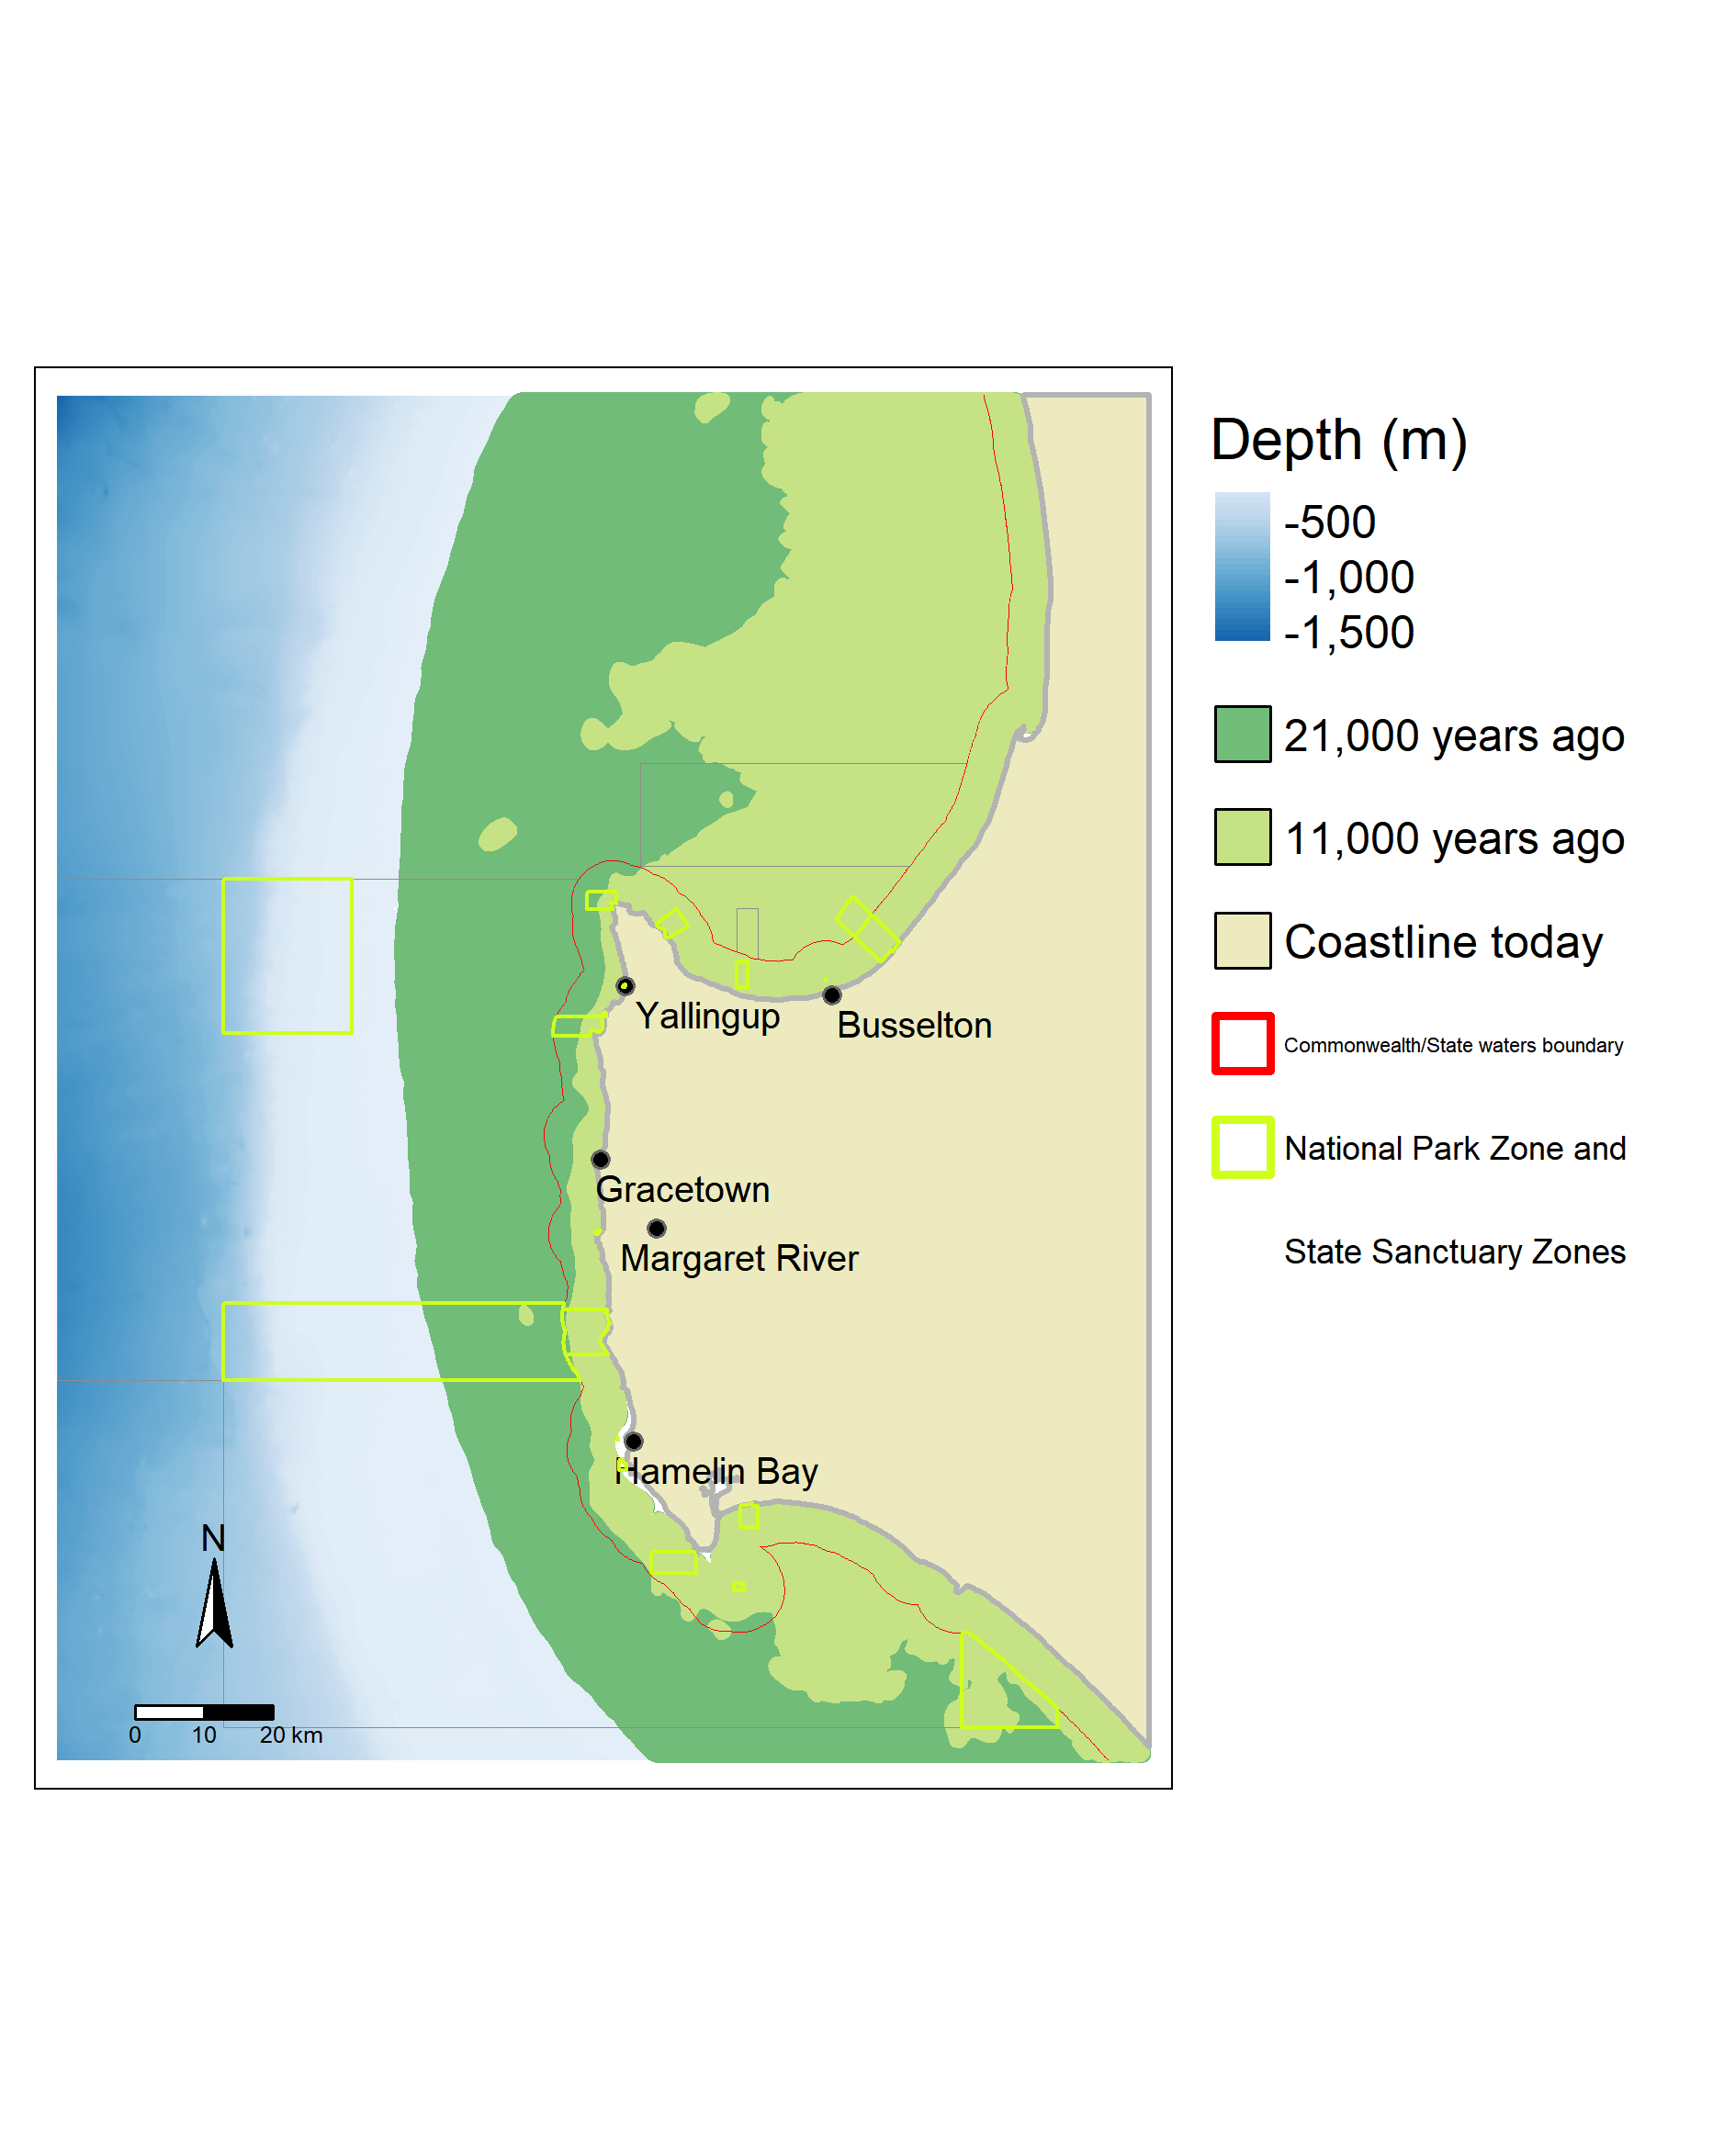 Depth (m)
-500
-1,000
-1,500
21,000 years ago
11,000 years ago
Coastline today
Commonwealth/State waters boundary
National Park Zone and
State Sanctuary Zones
Yallingup
Busselton
Gracetown
Margaret River
Hamelin Bay
N
0 10 20 km